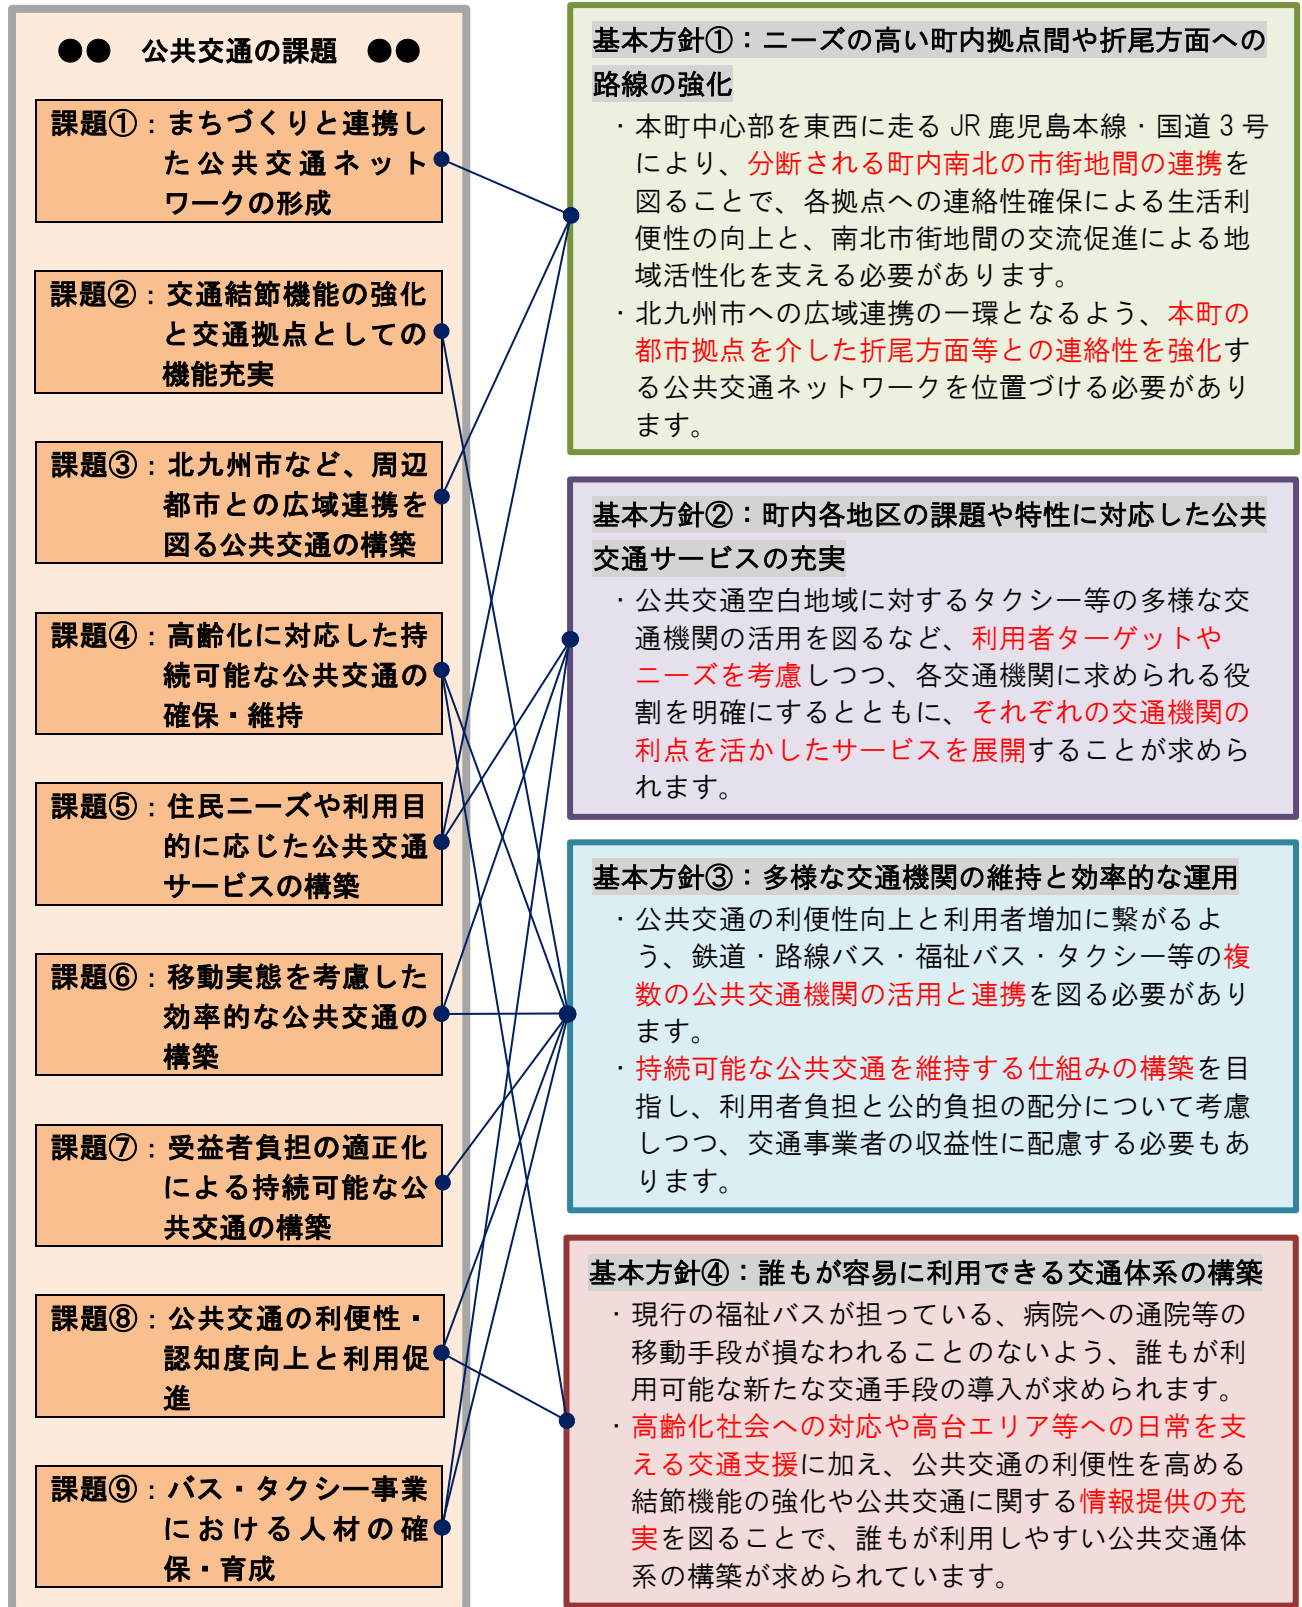 ●● 公共交通の課題 ●●
課題①：まちづくりと連携し
た公共交通ネット
ワークの形成
課題②：交通結節機能の強化
と交通拠点としての
機能充実
課題③：北九州市など、周辺
都市との広域連携を
図る公共交通の構築
課題④：高齢化に対応した持
続可能な公共交通の
確保・維持
課題⑤：住民ニーズや利用目
的に応じた公共交通
サービスの構築
課題⑥：移動実態を考慮した
効率的な公共交通の
構築
課題⑦：受益者負担の適正化
による持続可能な公
共交通の構築
課題⑧：公共交通の利便性・
認知度向上と利用促
進
課題⑨：バス・タクシー事業
における人材の確
保・育成
基本方針①：ニーズの高い町内拠点間や折尾方面への
路線の強化
・本町中心部を東西に走るJR鹿児島本線・国道3号
により、分断される町内南北の市街地間の連携を
図ることで、各拠点への連絡性確保による生活利
便性の向上と、南北市街地間の交流促進による地
域活性化を支える必要があります。
・北九州市への広域連携の一環となるよう、本町の
都市拠点を介した折尾方面等との連絡性を強化す
る公共交通ネットワークを位置づける必要があり
ます。
基本方針②：町内各地区の課題や特性に対応した公共
交通サービスの充実
・公共交通空白地域に対するタクシー等の多様な交
通機関の活用を図るなど、利用者ターゲットや
ニーズを考慮しつつ、各交通機関に求められる役
割を明確にするとともに、それぞれの交通機関の
利点を活かしたサービスを展開することが求めら
れます。
基本方針③：多様な交通機関の維持と効率的な運用
・公共交通の利便性向上と利用者増加に繋がるよ
う、鉄道・路線バス・福祉バス・タクシー等の複
数の公共交通機関の活用と連携を図る必要があり
ます。
・持続可能な公共交通を維持する仕組みの構築を目
指し、利用者負担と公的負担の配分について考慮
しつつ、交通事業者の収益性に配慮する必要もあ
ります。
基本方針④：誰もが容易に利用できる交通体系の構築
・現行の福祉バスが担っている、病院への通院等の
移動手段が損なわれることのないよう、誰もが利
用可能な新たな交通手段の導入が求められます。
・高齢化社会への対応や高台エリア等への日常を支
える交通支援に加え、公共交通の利便性を高める
結節機能の強化や公共交通に関する情報提供の充
実を図ることで、誰もが利用しやすい公共交通体
系の構築が求められています。